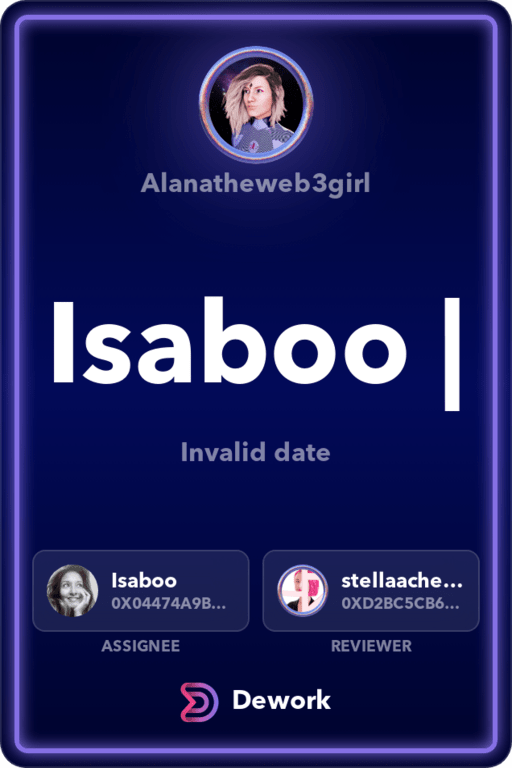 Alanatheweb3girl
Isaboo |
Invalid date
Isaboo
0X04474A9B...
ASSIGNEE
stellaache...
0XD2BC5CB6...
REVIEWER
Dework